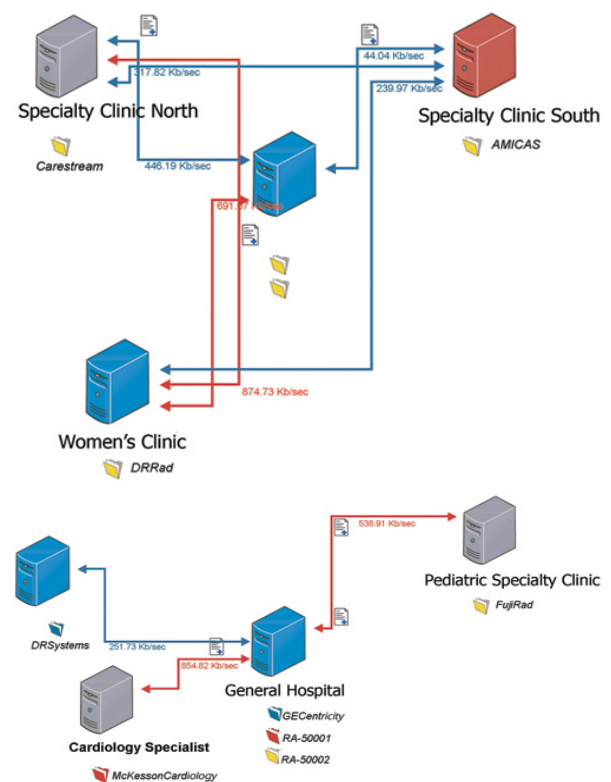 44.04 Kb/sec
317.82 Kb/sec
239.97 Kb/sec
Specialty Clinic North
Specialty Clinic South
Carestream
AMICAS
446.19 Kb/sec
874.73 Kb/sec
Women's Clinic
DRRad
538.91 Kb/sec
Pediatric Specialty Clinic
FujiRad
DRSystems
251.73 Kb/sec
854.82 Kb/sec
General Hospital
GECentricity
Cardiology Specialist
RA-50001
RA-50002
McKessonCardiology